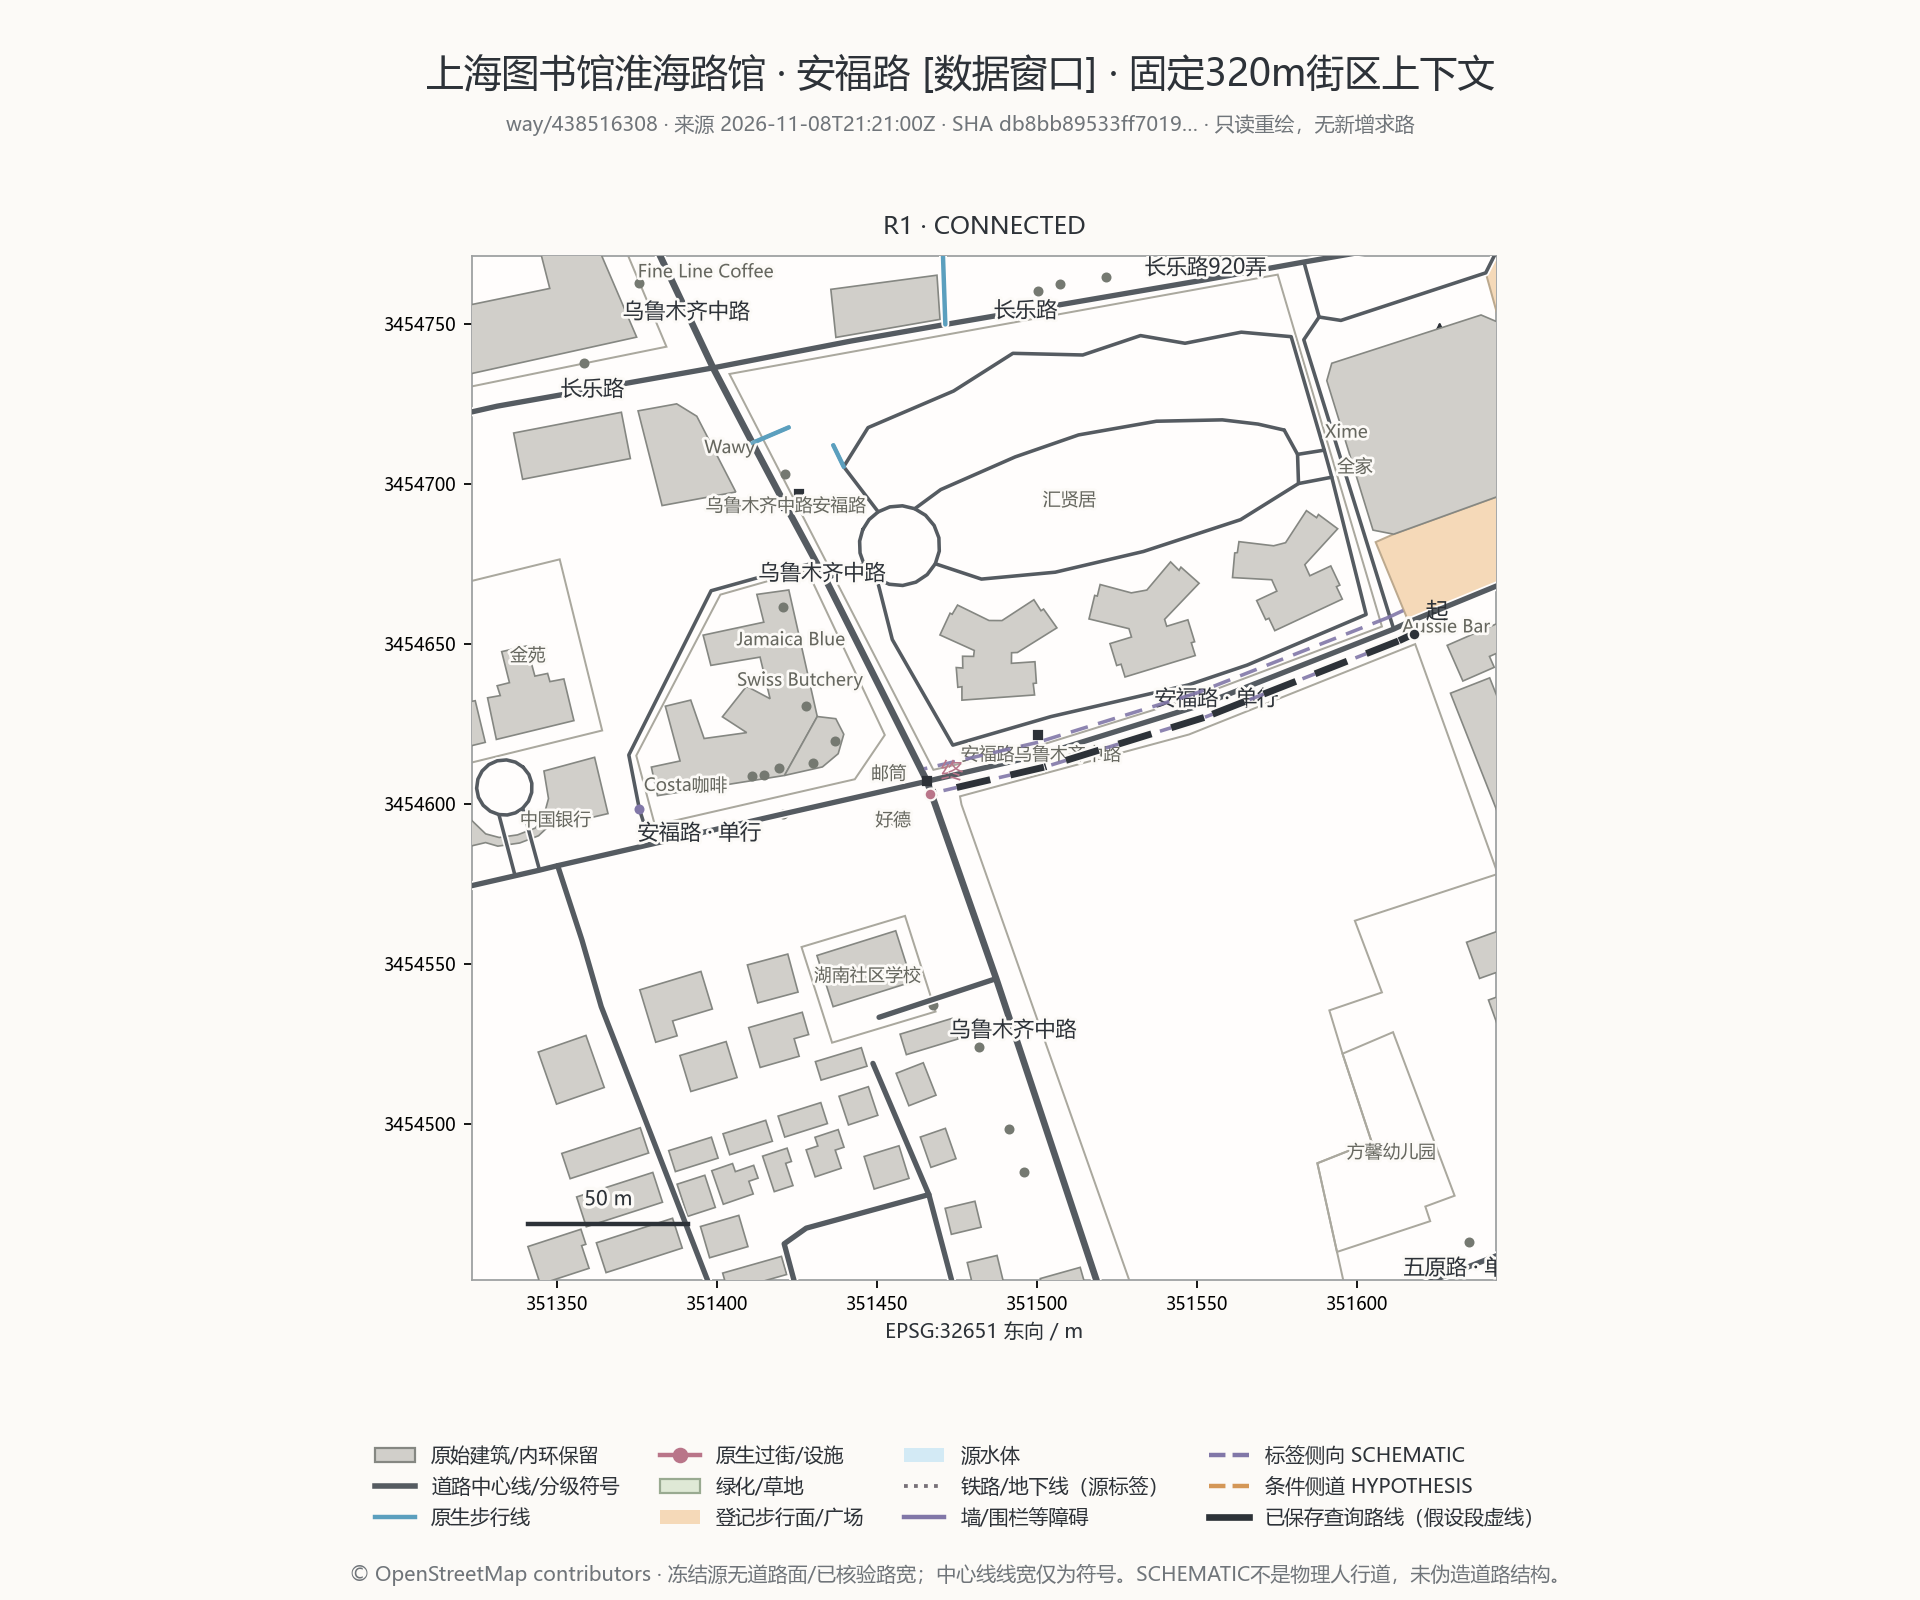 上海图书馆淮海路馆 · 安福路 [数据窗口] · 固定320m街区上下文
way/438516308 · 来源 2026-11-08T21:21:00Z · SHA db8bb89533ff7019… · 只读重绘，无新增求路
R1 · CONNECTED
长乐路920弄
Fine Line Coffee
乌鲁木齐中路
长乐路
3454750
长乐路
Xime
Wawy
全家
3454700
汇贤居
乌鲁木齐中路安福路
乌鲁木齐中路
起
Aussie Bar
Jamaica Blue
3454650
金苑
Swiss Butchery
安福路 · 单行
安福路乌鲁木齐中路
终
邮筒
Costa咖啡
3454600
中国银行
好德
安福路 · 单行
3454550
湖南社区学校
乌鲁木齐中路
3454500
方馨幼儿园
50 m
五原路 · 单
351350
351400
351450
351500
351550
351600
EPSG:32651 东向 / m
原始建筑/内环保留
原生过街/设施
源水体
标签侧向 SCHEMATIC
道路中心线/分级符号
绿化/草地
铁路/地下线（源标签）
条件侧道 HYPOTHESIS
原生步行线
登记步行面/广场
墙/围栏等障碍
已保存查询路线（假设段虚线）
© OpenStreetMap contributors · 冻结源无道路面/已核验路宽；中心线线宽仅为符号。SCHEMATIC不是物理人行道，未伪造道路结构。